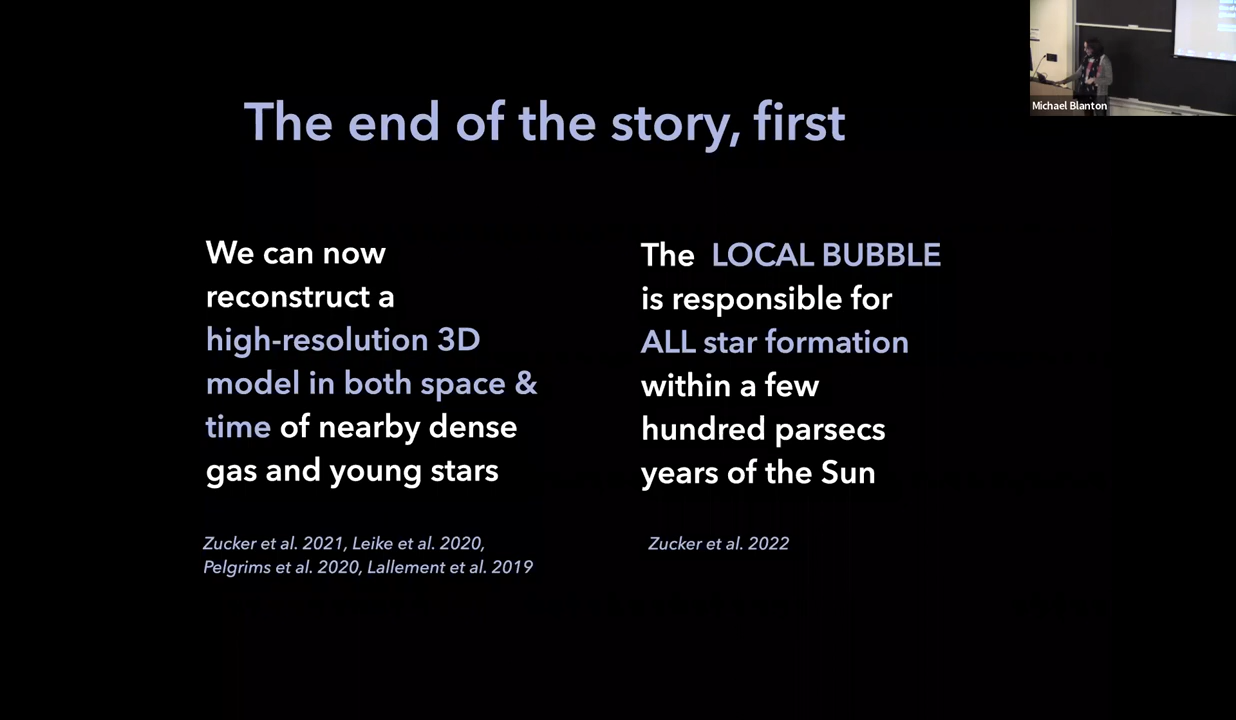 The end of the story, first
Michael Blanton
We can now
reconstruct a
high-resolution 3D
model in both space &
time of nearby dense
gas and young stars
Zucker et al. 2021, Leike et al. 2020,
Pelgrims et al. 2020, Lallement et al. 2019
The LOCAL BUBBLE
is responsible for
ALL star formation
within a few
hundred parsecs
years of the Sun
Zucker et al. 2022